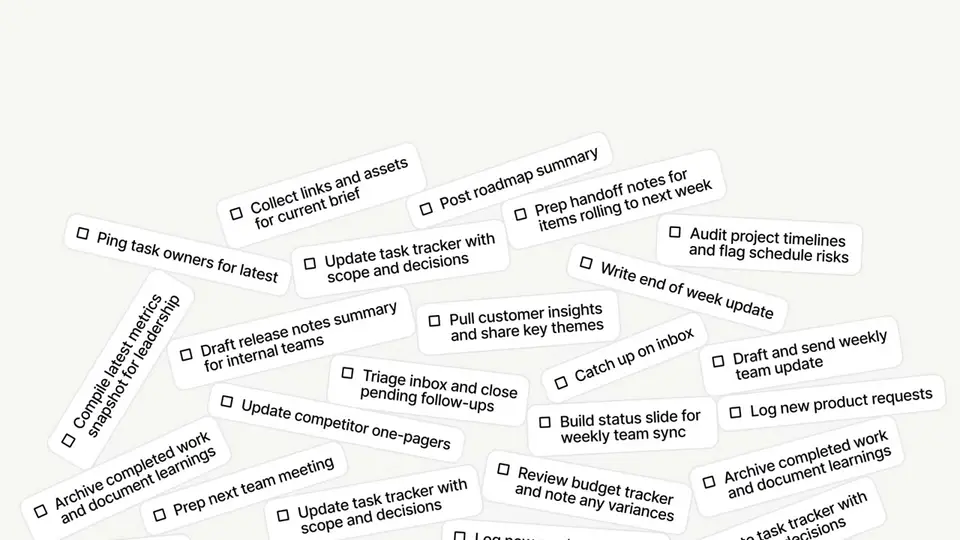 Collect links and assets
for current brief
Post roadmap summary
Prep handoff notes for
items rolling to next week
Ping task owners for latest
Update task tracker with
scope and decisions
Audit project timelines
and flag schedule risks
Write end of week update
Compile latest metrics
snapshot for leadership
Draft release notes summary
for internal teams
Pull customer insights
and share key themes
Catch up on inbox
Draft and send weekly
team update
Triage inbox and close
pending follow-ups
Update competitor one-pagers
Build status slide for
weekly team sync
Log new product requests
Archive completed work
and document learnings
Prep next team meeting
Update task tracker with
scope and decisions
Review budget tracker
and note any variances
Archive completed work
and document learnings
task tracker with
decisions
Log